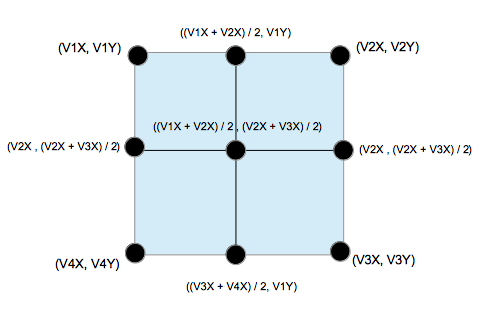 ((V1X + V2X) / 2, V1Y)
(V1X, V1Y)
(V2X, V2Y)
((V1X + V2X) / 2 , (V2X + V3X) / 2)
(V2X , (V2X + V3X) / 2)
(V2X , (V2X + V3X) / 2)
(V4X, V4Y)
(V3X, V3Y)
((V3X + V4X) / 2, V1Y)